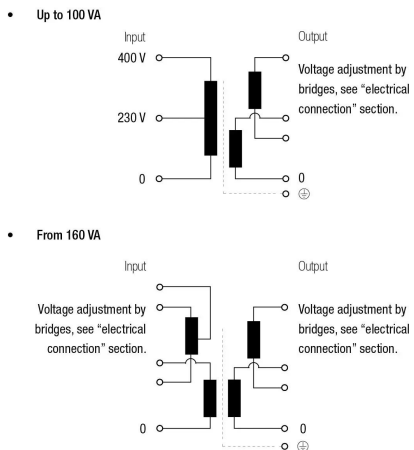 • Up to 100 VA
Input
Output
400 V
Voltage adjustment by
bridges, see “electrical
connection” section.
230 V
0
0
• From 160 VA
Input
Output
Voltage adjustment by
bridges, see “electrical
connection” section.
Voltage adjustment by
bridges, see “electrical
connection” section.
0
0